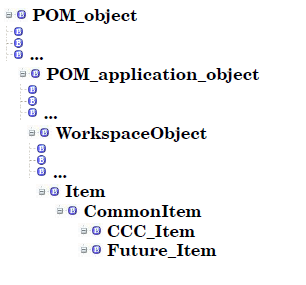 POM_object
...
POM_application_object
...
WorkspaceObject
...
Item
CommonItem
CCC_Item
Future_Item